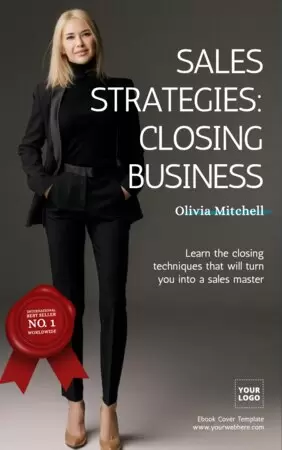 SALES
STRATEGIES:
CLOSING
BUSINESS
Olivia Mitchell
Learn the closing
techniques that will turn
you into a sales master
INTERNATIONAL
BEST SELLER
NO. 1
WORLDWIDE
YOUR
LOGO
Ebook Cover Template
www.yourwebhere.com